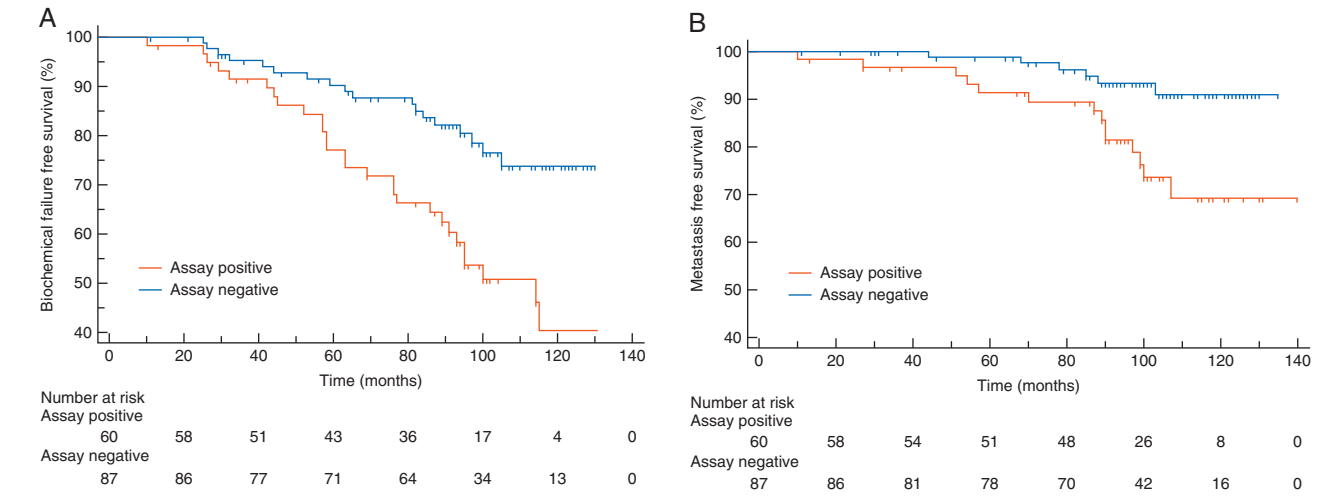 A
Biochemical failure free survival (%)
100
90
80
70
60
50
40
Assay positive
Assay negative
0 20 40 60 80 100 120 140
Time (months)
Number at risk
Assay positive
60 58 51 43 36 17 4 0
Assay negative
87 86 77 71 64 34 13 0
B
Metastasis free survival (%)
100
90
80
70
60
50
40
Assay positive
Assay negative
0 20 40 60 80 100 120 140
Time (months)
Number at risk
Assay positive
60 58 54 51 48 26 8 0
Assay negative
87 86 81 78 70 42 16 0